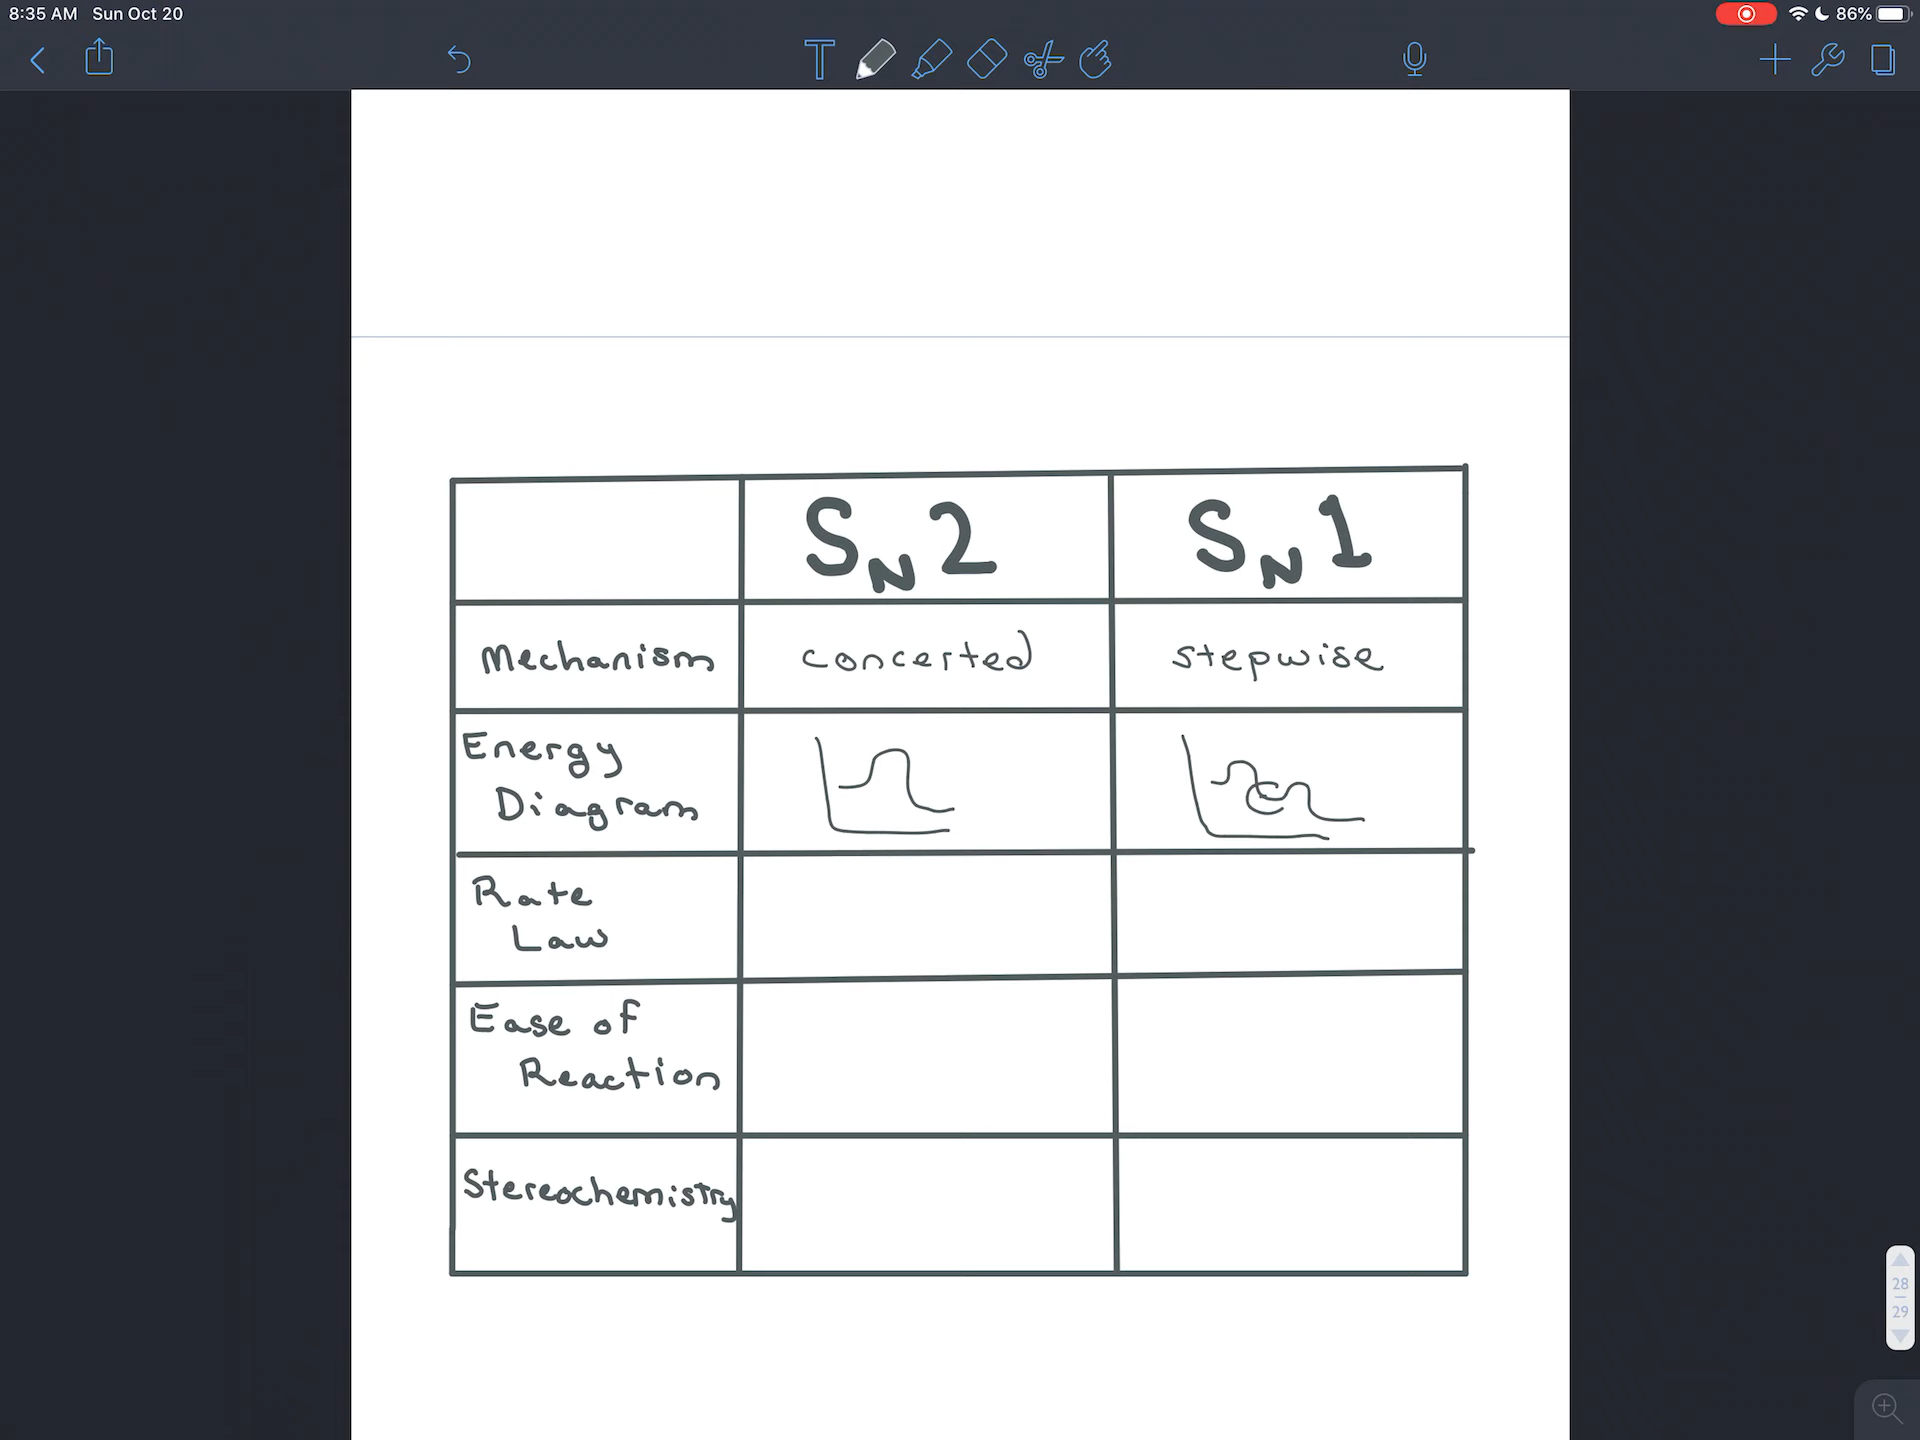 8:35 AM Sun Oct 20
86%
T
SN2
SN1
Mechanism
concerted
stepwise
Energy
Diagram
Rate
Law
Ease of
Reaction
Stereochemistry
28
29